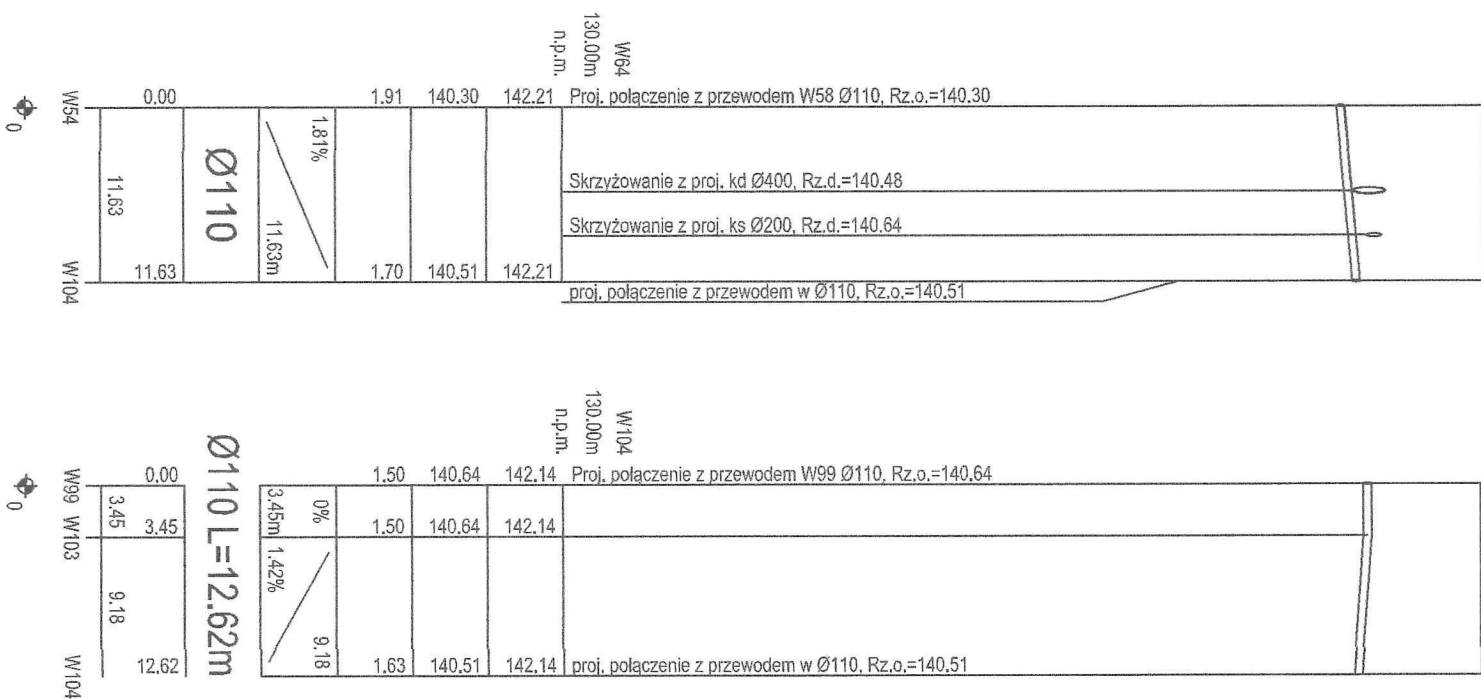 W64
130.00m
n.p.m.
0.00 1.91 140.30 142.21 Proj. połączenie z przewodem W58 Ø110, Rz.o.=140.30
W54
0
1.81%
Ø110
11.63
11.63m
Skrzyżowanie z proj. kd Ø400, Rz.d.=140.48
Skrzyżowanie z proj. ks Ø200, Rz.d.=140.64
11.63 1.70 140.51 142.21
W104
proj. połączenie z przewodem w Ø110, Rz.o.=140.51
W104
130.00m
n.p.m.
0.00 1.50 140.64 142.14 Proj. połączenie z przewodem W99 Ø110, Rz.o.=140.64
W99
0
3.45
3.45m
0%
3.45 1.50 140.64 142.14
W103
Ø110 L=12.62m
1.42%
9.18
9.18
12.62 1.63 140.51 142.14 proj. połączenie z przewodem w Ø110, Rz.o.=140.51
W104